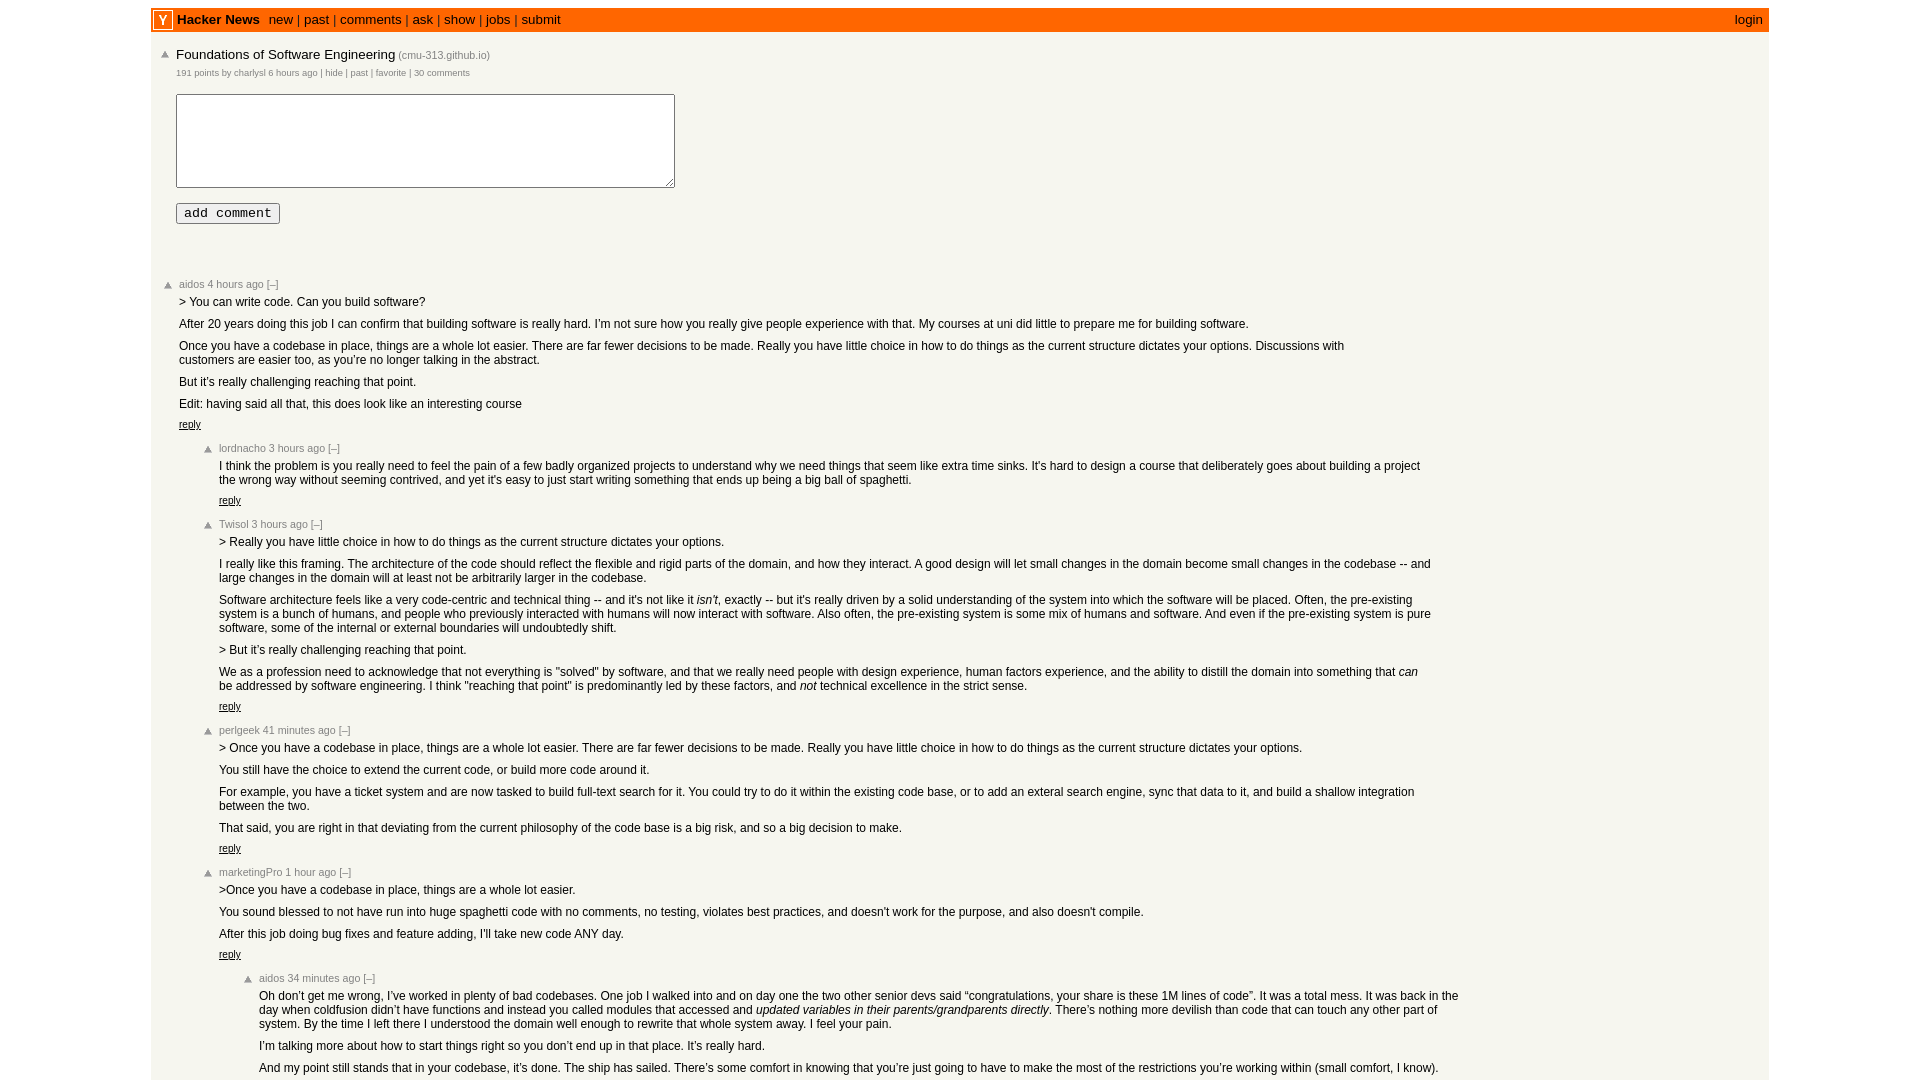 Y Hacker News new | past | comments | ask | show | jobs | submit login
Foundations of Software Engineering (cmu-313.github.io)
191 points by charlysl 6 hours ago | hide | past | favorite | 30 comments
add comment
aidos 4 hours ago [–]
> You can write code. Can you build software?
After 20 years doing this job I can confirm that building software is really hard. I’m not sure how you really give people experience with that. My courses at uni did little to prepare me for building software.
Once you have a codebase in place, things are a whole lot easier. There are far fewer decisions to be made. Really you have little choice in how to do things as the current structure dictates your options. Discussions with
customers are easier too, as you’re no longer talking in the abstract.
But it’s really challenging reaching that point.
Edit: having said all that, this does look like an interesting course
reply
lordnacho 3 hours ago [–]
I think the problem is you really need to feel the pain of a few badly organized projects to understand why we need things that seem like extra time sinks. It's hard to design a course that deliberately goes about building a project
the wrong way without seeming contrived, and yet it's easy to just start writing something that ends up being a big ball of spaghetti.
reply
Twisol 3 hours ago [–]
> Really you have little choice in how to do things as the current structure dictates your options.
I really like this framing. The architecture of the code should reflect the flexible and rigid parts of the domain, and how they interact. A good design will let small changes in the domain become small changes in the codebase -- and
large changes in the domain will at least not be arbitrarily larger in the codebase.
Software architecture feels like a very code-centric and technical thing -- and it's not like it isn't, exactly -- but it's really driven by a solid understanding of the system into which the software will be placed. Often, the pre-existing
system is a bunch of humans, and people who previously interacted with humans will now interact with software. Also often, the pre-existing system is some mix of humans and software. And even if the pre-existing system is pure
software, some of the internal or external boundaries will undoubtedly shift.
> But it’s really challenging reaching that point.
We as a profession need to acknowledge that not everything is "solved" by software, and that we really need people with design experience, human factors experience, and the ability to distill the domain into something that can
be addressed by software engineering. I think "reaching that point" is predominantly led by these factors, and not technical excellence in the strict sense.
reply
perlgeek 41 minutes ago [–]
> Once you have a codebase in place, things are a whole lot easier. There are far fewer decisions to be made. Really you have little choice in how to do things as the current structure dictates your options.
You still have the choice to extend the current code, or build more code around it.
For example, you have a ticket system and are now tasked to build full-text search for it. You could try to do it within the existing code base, or to add an exteral search engine, sync that data to it, and build a shallow integration
between the two.
That said, you are right in that deviating from the current philosophy of the code base is a big risk, and so a big decision to make.
reply
marketingPro 1 hour ago [–]
>Once you have a codebase in place, things are a whole lot easier.
You sound blessed to not have run into huge spaghetti code with no comments, no testing, violates best practices, and doesn't work for the purpose, and also doesn't compile.
After this job doing bug fixes and feature adding, I'll take new code ANY day.
reply
aidos 34 minutes ago [–]
Oh don’t get me wrong, I’ve worked in plenty of bad codebases. One job I walked into and on day one the two other senior devs said “congratulations, your share is these 1M lines of code”. It was a total mess. It was back in the
day when coldfusion didn’t have functions and instead you called modules that accessed and updated variables in their parents/grandparents directly. There’s nothing more devilish than code that can touch any other part of
system. By the time I left there I understood the domain well enough to rewrite that whole system away. I feel your pain.
I’m talking more about how to start things right so you don’t end up in that place. It’s really hard.
And my point still stands that in your codebase, it’s done. The ship has sailed. There’s some comfort in knowing that you’re just going to have to make the most of the restrictions you’re working within (small comfort, I know).